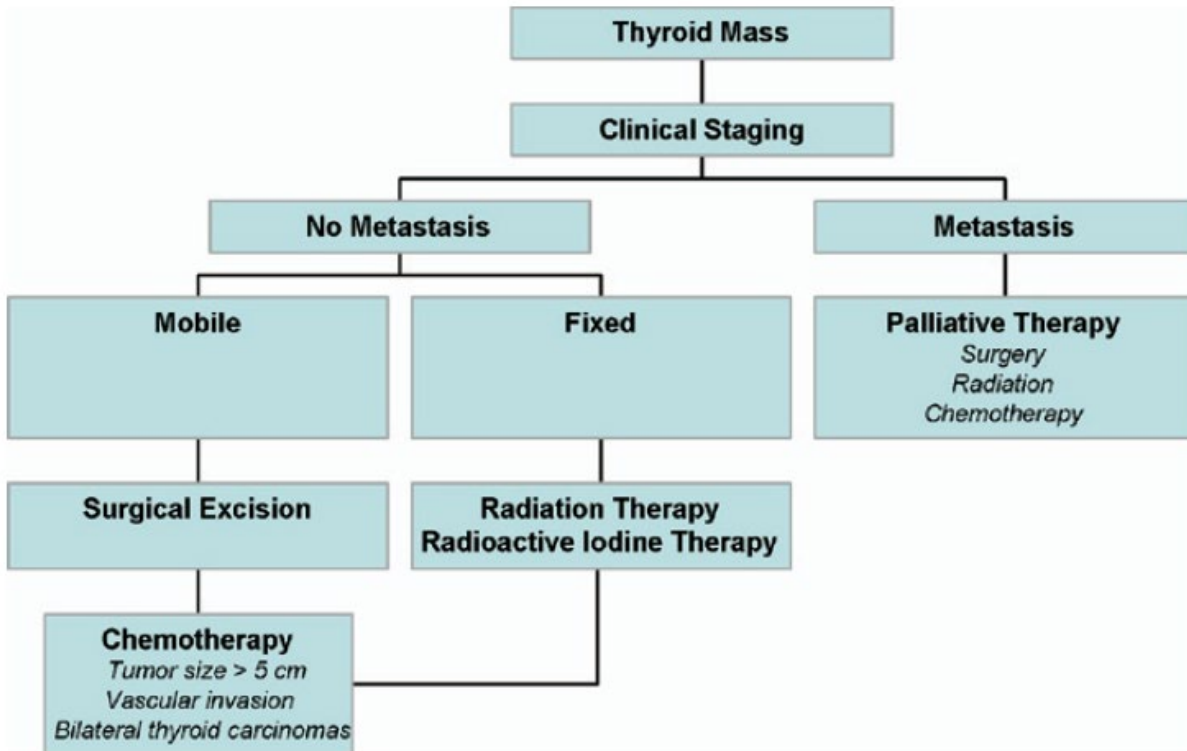 Thyroid Mass
Clinical Staging
No Metastasis
Metastasis
Mobile
Fixed
Palliative Therapy
Surgery
Radiation
Chemotherapy
Surgical Excision
Radiation Therapy
Radioactive Iodine Therapy
Chemotherapy
Tumor size > 5 cm
Vascular invasion
Bilateral thyroid carcinomas